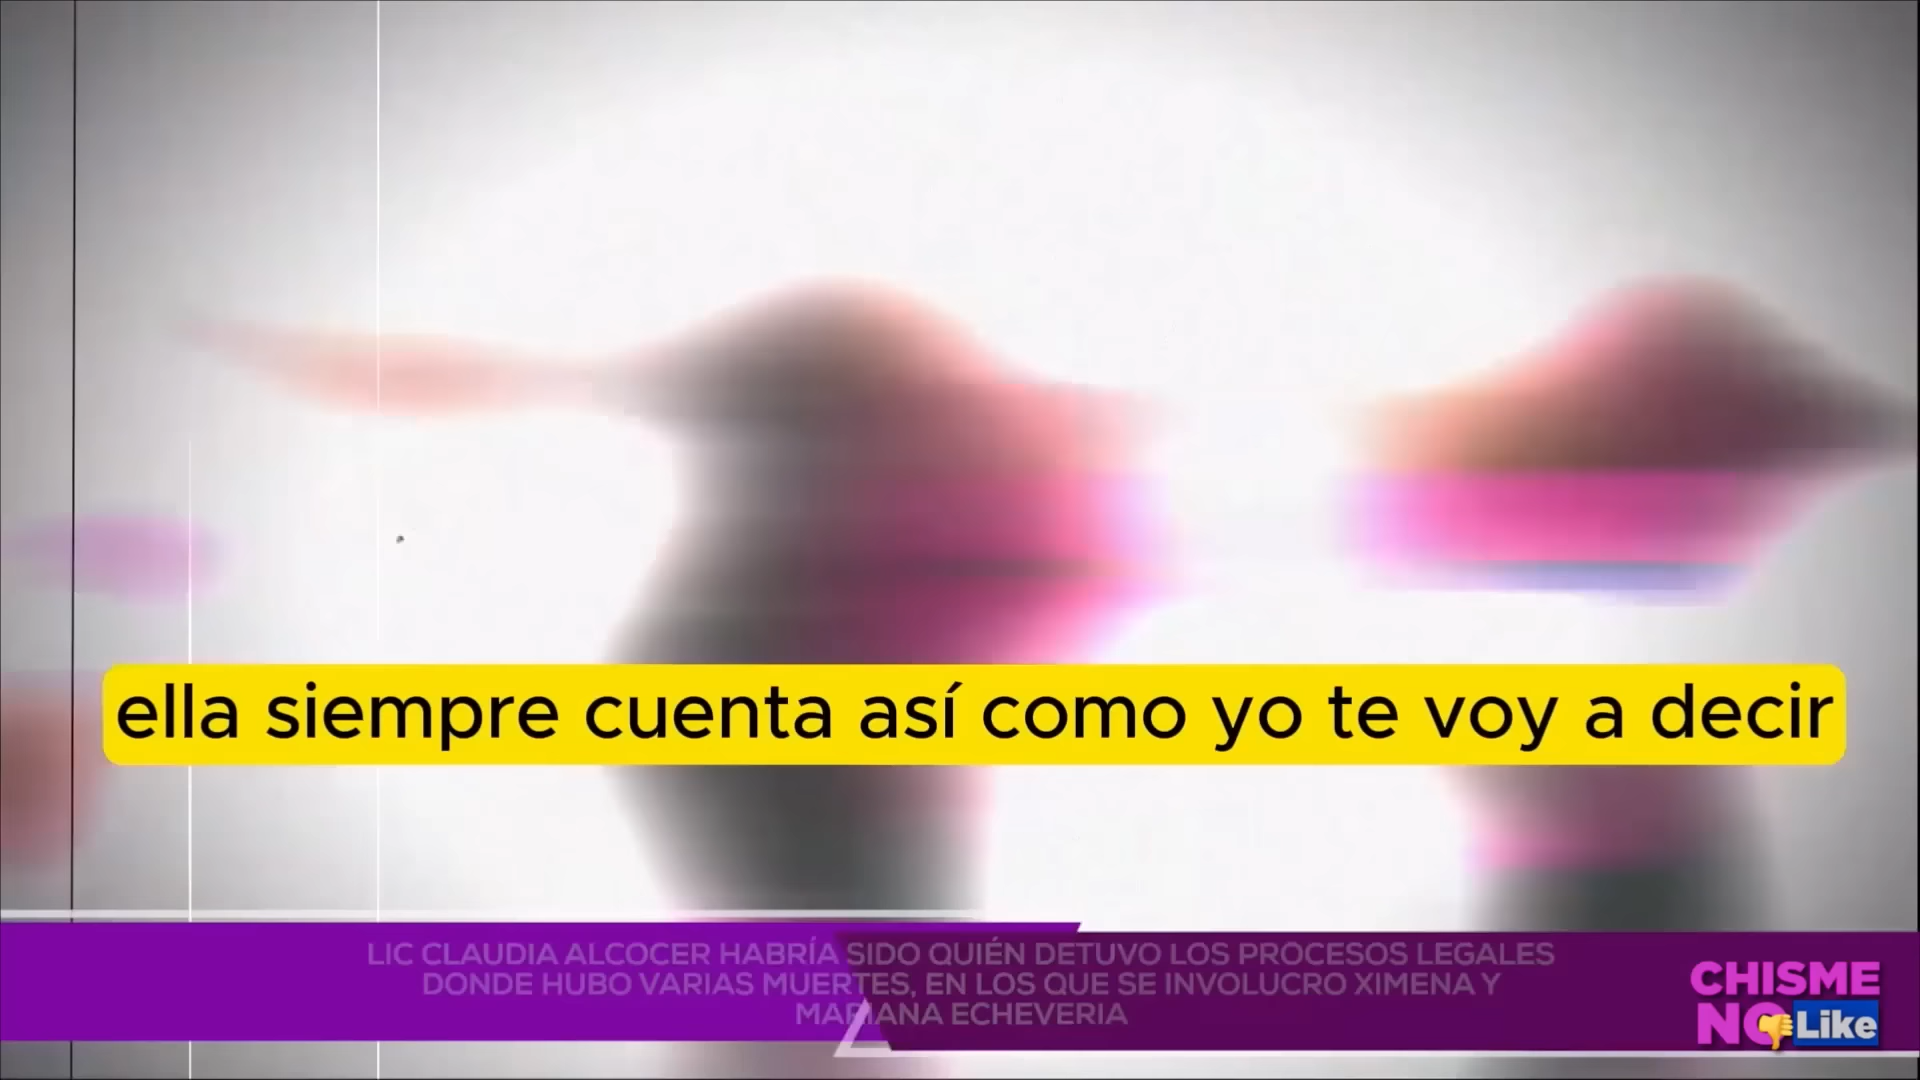 ella siempre cuenta así como yo te voy a decir
LIC CLAUDIA ALCOCER HABRÍA SIDO QUIÉN DETUVO LOS PROCESOS LEGALES
DONDE HUBO VARIAS MUERTES, EN LOS QUE SE INVOLUCRO XIMENA Y
MARIANA ECHEVERIA
CHISME
NO Like